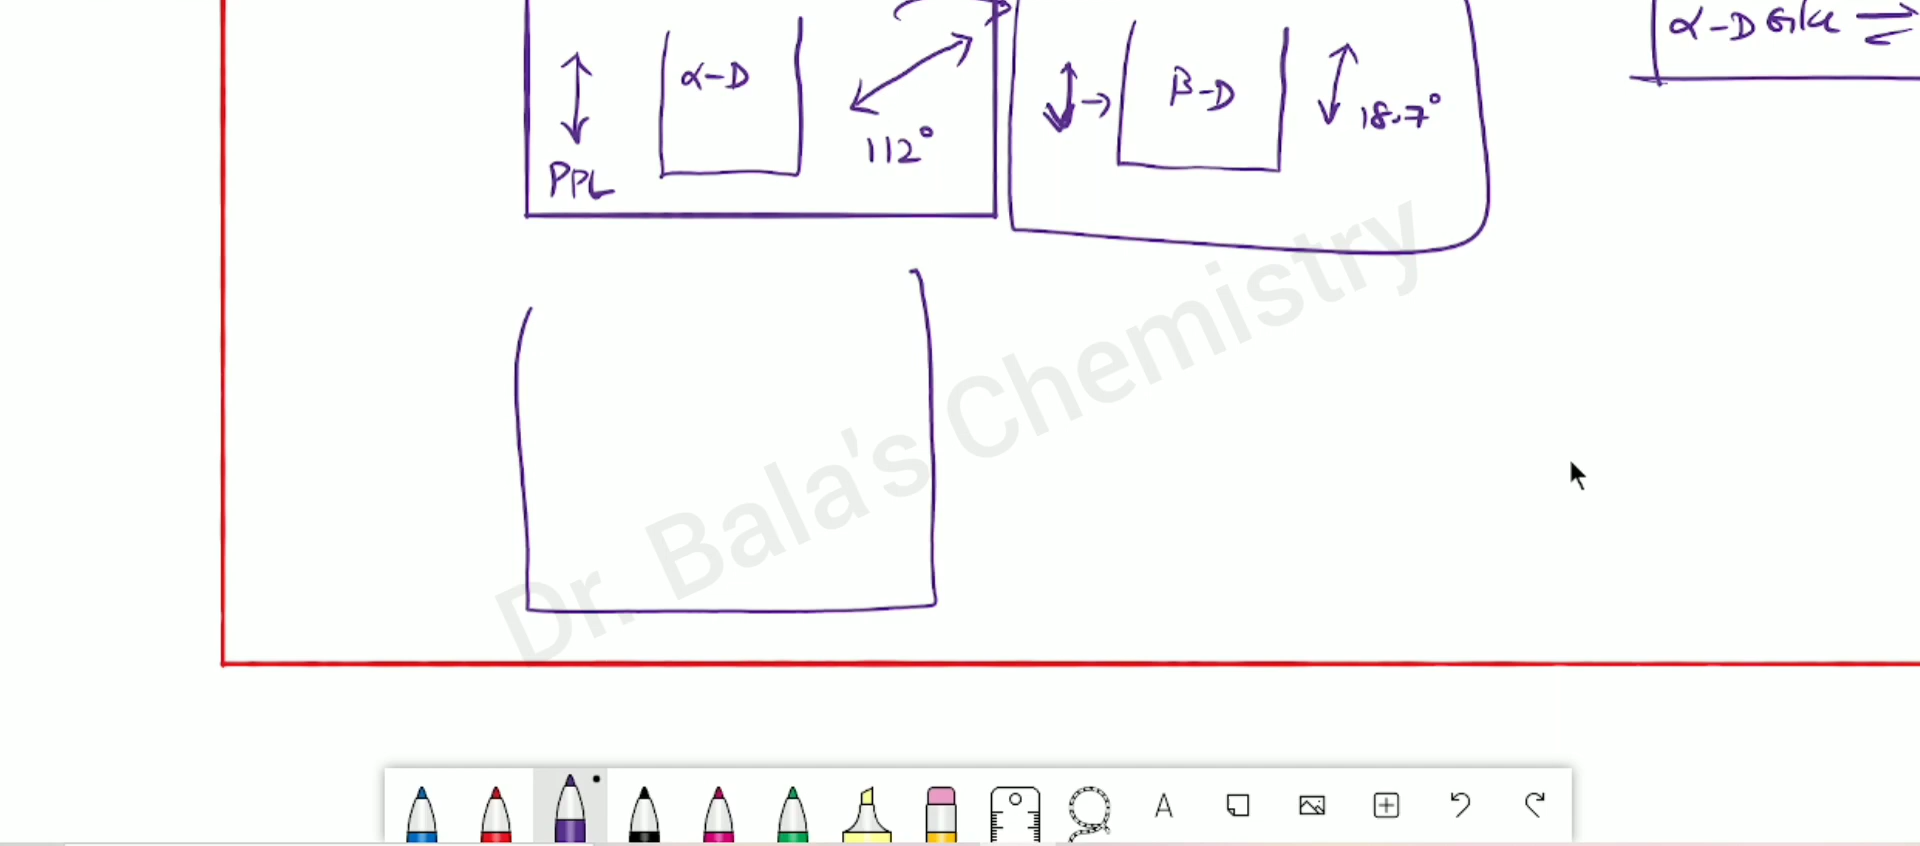 α-D Glu ⇌
α-D
β-D
18.7°
112°
PPL
Dr. Bala's Chemistry
A